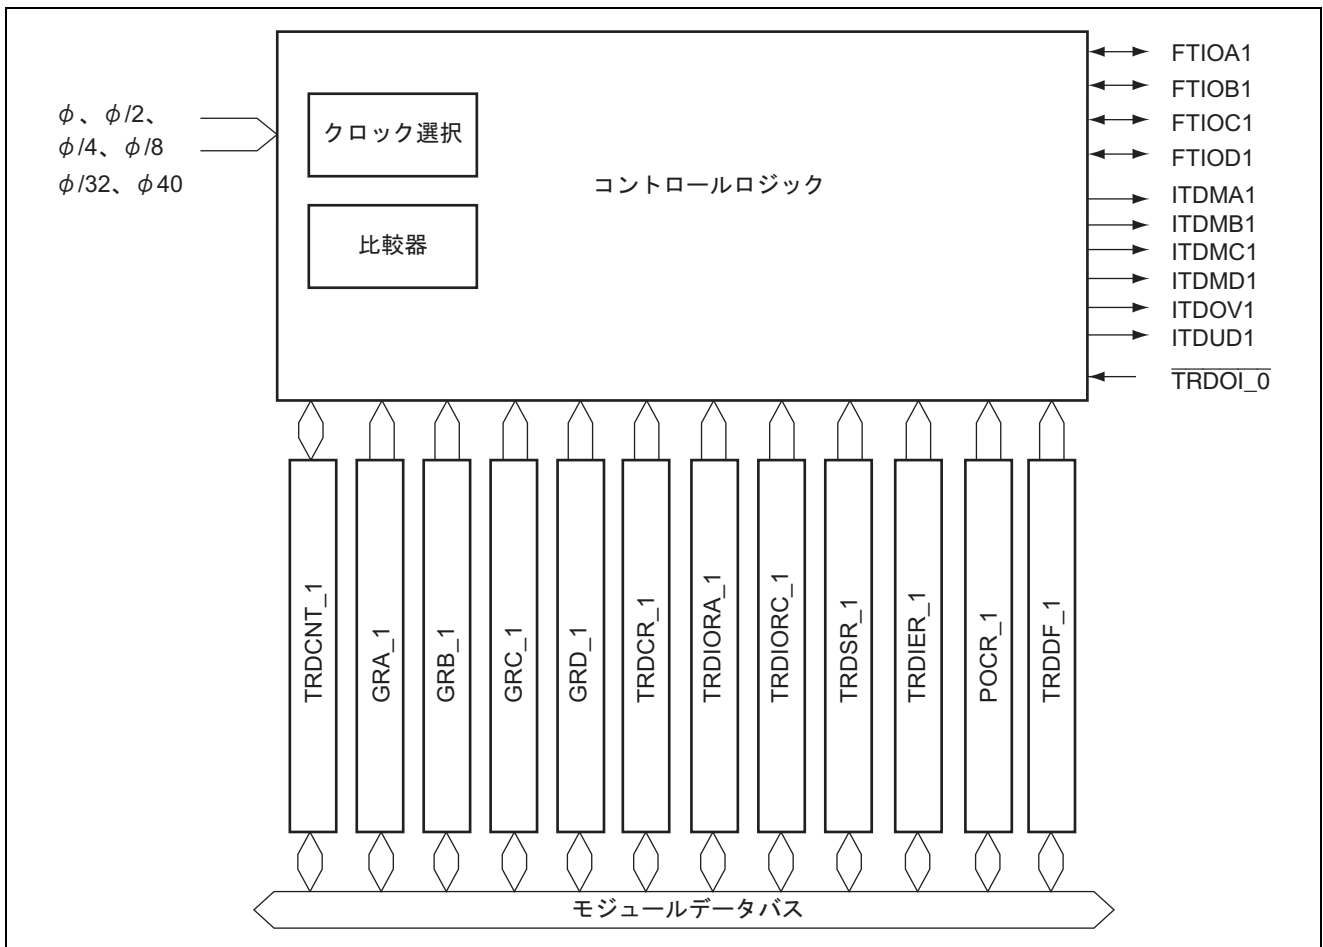 φ、φ/2、
φ/4、φ/8
φ/32、φ40
クロック選択
比較器
コントロールロジック
FTIOA1
FTIOB1
FTIOC1
FTIOD1
ITDMA1
ITDMB1
ITDMC1
ITDMD1
ITDOV1
ITDUD1
TRDOI_0
TRDCNT_1
GRA_1
GRB_1
GRC_1
GRD_1
TRDCR_1
TRDIORA_1
TRDIORC_1
TRDSR_1
TRDIER_1
POCR_1
TRDDF_1
モジュールデータバス